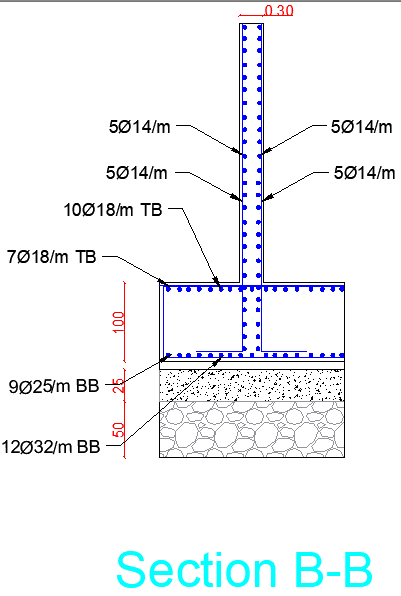 0.30
5Ø14/m
5Ø14/m
5Ø14/m
5Ø14/m
10Ø18/m TB
7Ø18/m TB
100
9Ø25/m BB
25
50
12Ø32/m BB
Section B-B